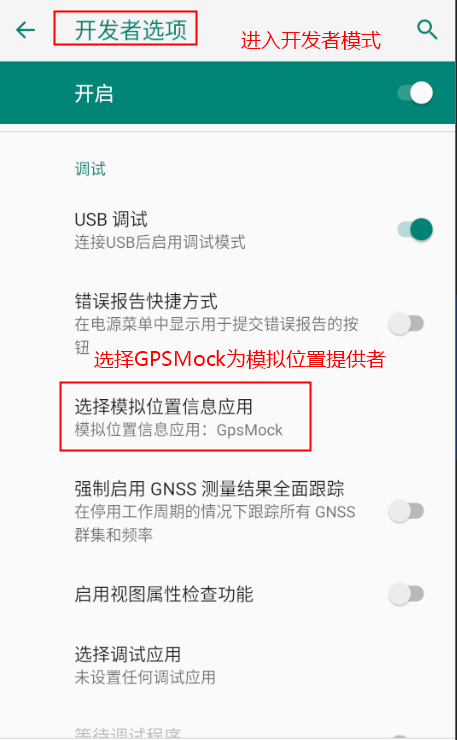 开发者选项
进入开发者模式
开启
调试
USB 调试
连接USB后启用调试模式
错误报告快捷方式
在电源菜单中显示用于提交错误报告的按
钮
选择GPSMock为模拟位置提供者
选择模拟位置信息应用
模拟位置信息应用：GpsMock
强制启用 GNSS 测量结果全面跟踪
在停用工作周期的情况下跟踪所有 GNSS
群集和频率
启用视图属性检查功能
选择调试应用
未设置任何调试应用
等待调试程序